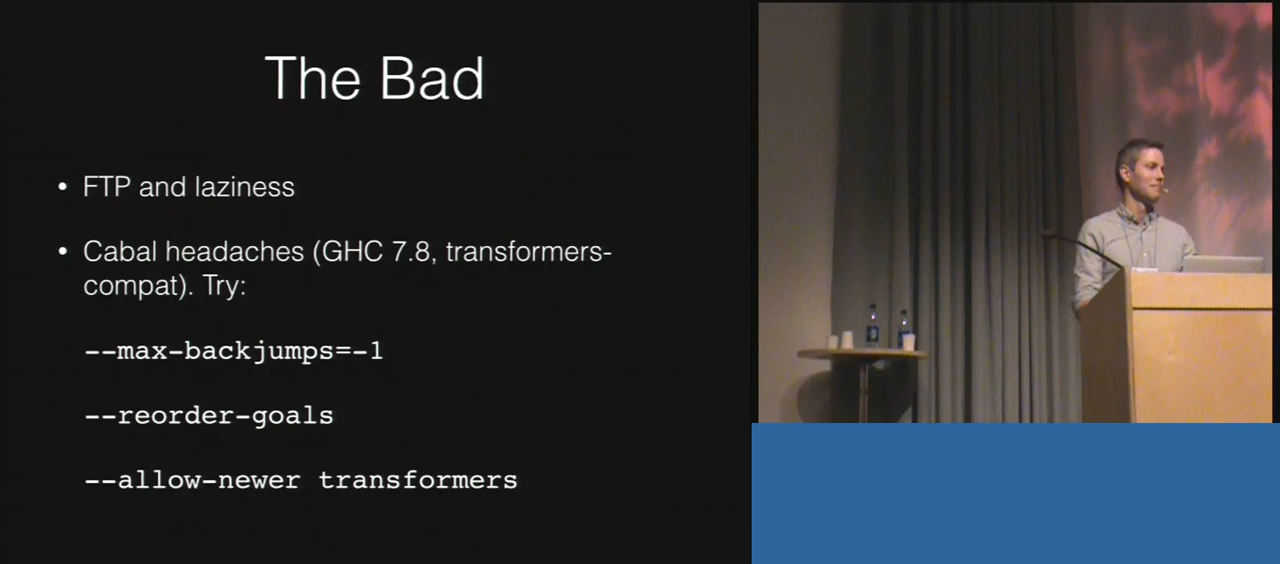 The Bad
• FTP and laziness
• Cabal headaches (GHC 7.8, transformers-
compat). Try:
--max-backjumps=-1
--reorder-goals
--allow-newer transformers